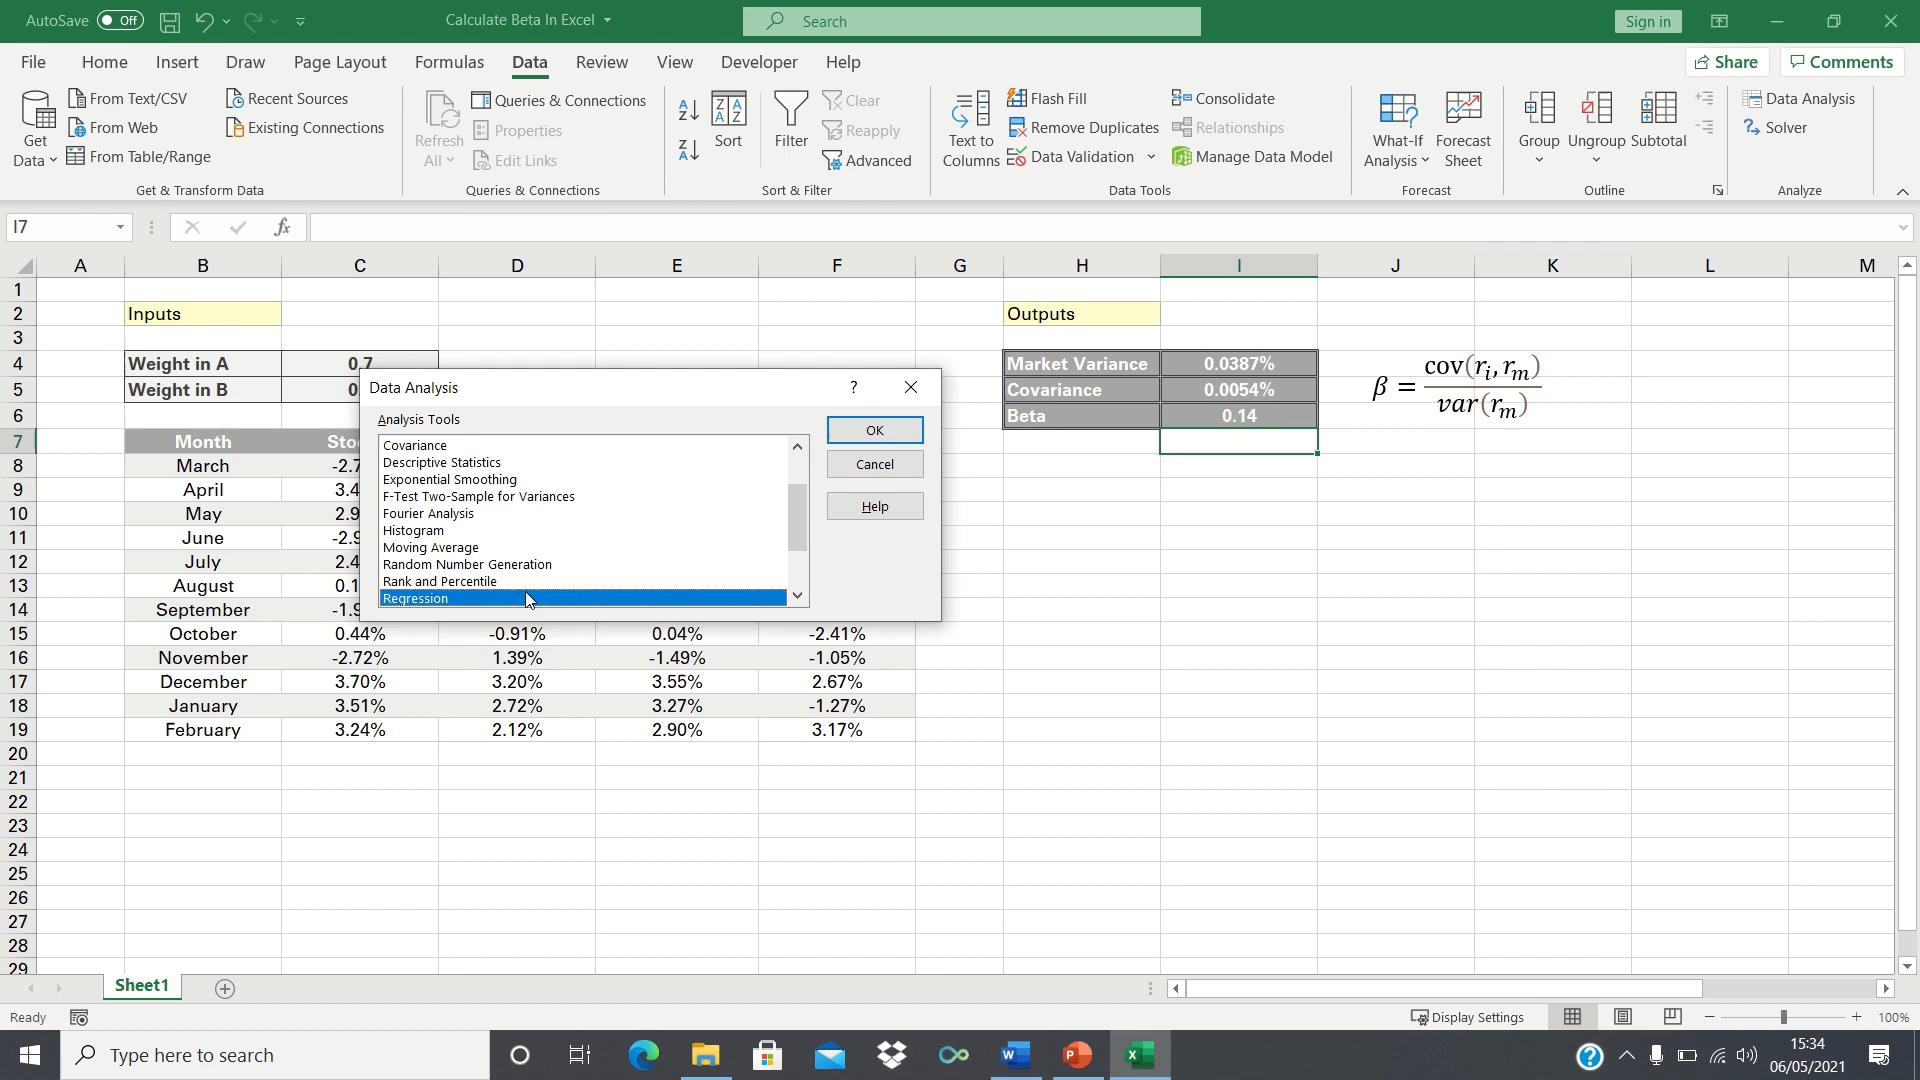 AutoSave Off Calculate Beta In Excel Search Sign in
File Home Insert Draw Page Layout Formulas Data Review View Developer Help Share Comments
Get Data From Text/CSV From Web From Table/Range Recent Sources Existing Connections
Get & Transform Data
Refresh All Queries & Connections Properties Edit Links
Queries & Connections
Sort Filter Clear Reapply Advanced
Sort & Filter
Text to Columns Flash Fill Remove Duplicates Data Validation Consolidate Relationships Manage Data Model
Data Tools
What-If Analysis Forecast Sheet
Forecast
Group Ungroup Subtotal
Outline
Data Analysis Solver
Analyze
I7 fx
A B C D E F G H I J K L M
1
2 Inputs Outputs
3
4 Weight in A 0.7 Market Variance 0.0387%
5 Weight in B 0. Covariance 0.0054%
6 Beta 0.14
β = cov(ri, rm)
var(rm)
7 Month Sto
8 March -2.7
9 April 3.4
10 May 2.9
11 June -2.9
12 July 2.4
13 August 0.1
14 September -1.9
15 October 0.44% -0.91% 0.04% -2.41%
16 November -2.72% 1.39% -1.49% -1.05%
17 December 3.70% 3.20% 3.55% 2.67%
18 January 3.51% 2.72% 3.27% -1.27%
19 February 3.24% 2.12% 2.90% 3.17%
20
21
22
23
24
25
26
27
28
29
Data Analysis ?
Analysis Tools
Covariance
Descriptive Statistics
Exponential Smoothing
F-Test Two-Sample for Variances
Fourier Analysis
Histogram
Moving Average
Random Number Generation
Rank and Percentile
Regression
OK
Cancel
Help
Sheet1
Ready Display Settings 100%
Type here to search 15:34
06/05/2021